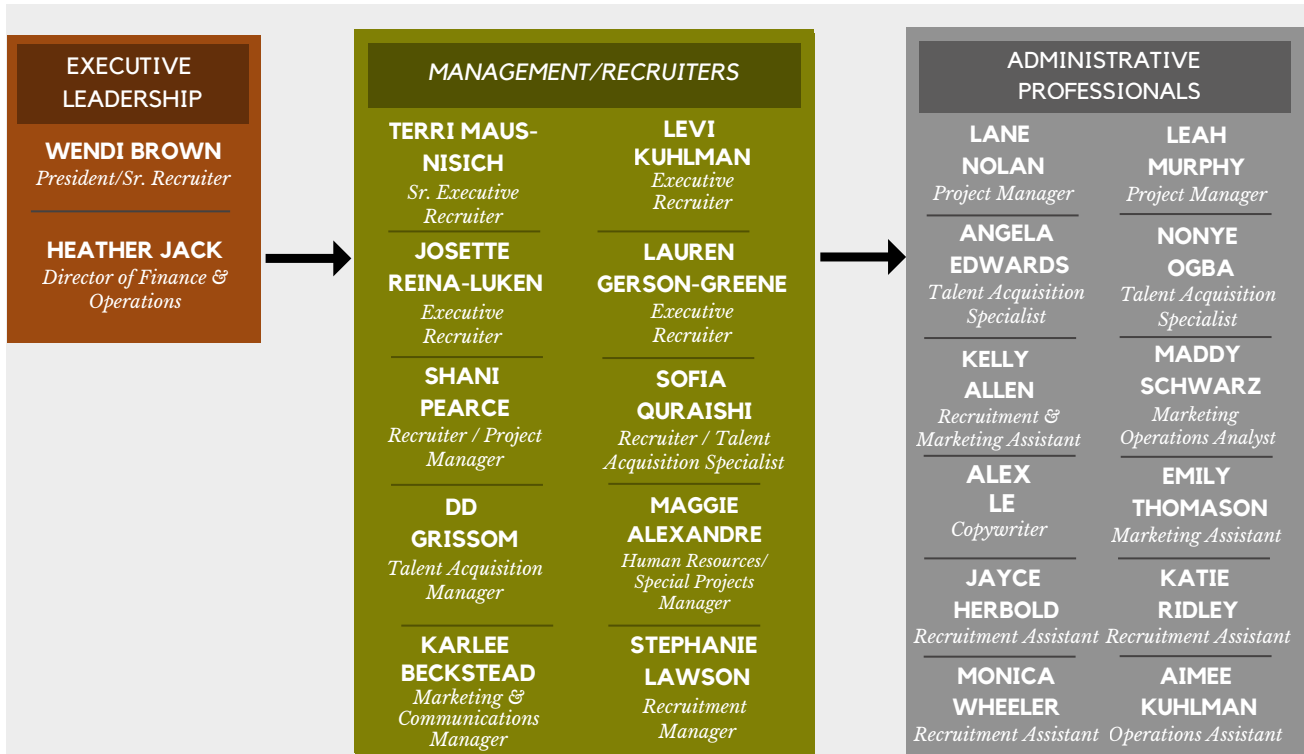 EXECUTIVE
LEADERSHIP
WENDI BROWN
President/Sr. Recruiter
HEATHER JACK
Director of Finance &
Operations
MANAGEMENT/RECRUITERS
TERRI MAUS-
NISICH
Sr. Executive
Recruiter
LEVI
KUHLMAN
Executive
Recruiter
JOSETTE
REINA-LUKEN
Executive
Recruiter
LAUREN
GERSON-GREENE
Executive
Recruiter
SHANI
PEARCE
Recruiter / Project
Manager
SOFIA
QURAISHI
Recruiter / Talent
Acquisition Specialist
DD
GRISSOM
Talent Acquisition
Manager
MAGGIE
ALEXANDRE
Human Resources/
Special Projects
Manager
KARLEE
BECKSTEAD
Marketing &
Communications
Manager
STEPHANIE
LAWSON
Recruitment
Manager
ADMINISTRATIVE
PROFESSIONALS
LANE
NOLAN
Project Manager
LEAH
MURPHY
Project Manager
ANGELA
EDWARDS
Talent Acquisition
Specialist
NONYE
OGBA
Talent Acquisition
Specialist
KELLY
ALLEN
Recruitment &
Marketing Assistant
MADDY
SCHWARZ
Marketing
Operations Analyst
ALEX
LE
Copywriter
EMILY
THOMASON
Marketing Assistant
JAYCE
HERBOLD
Recruitment Assistant
KATIE
RIDLEY
Recruitment Assistant
MONICA
WHEELER
Recruitment Assistant
AIMEE
KUHLMAN
Operations Assistant